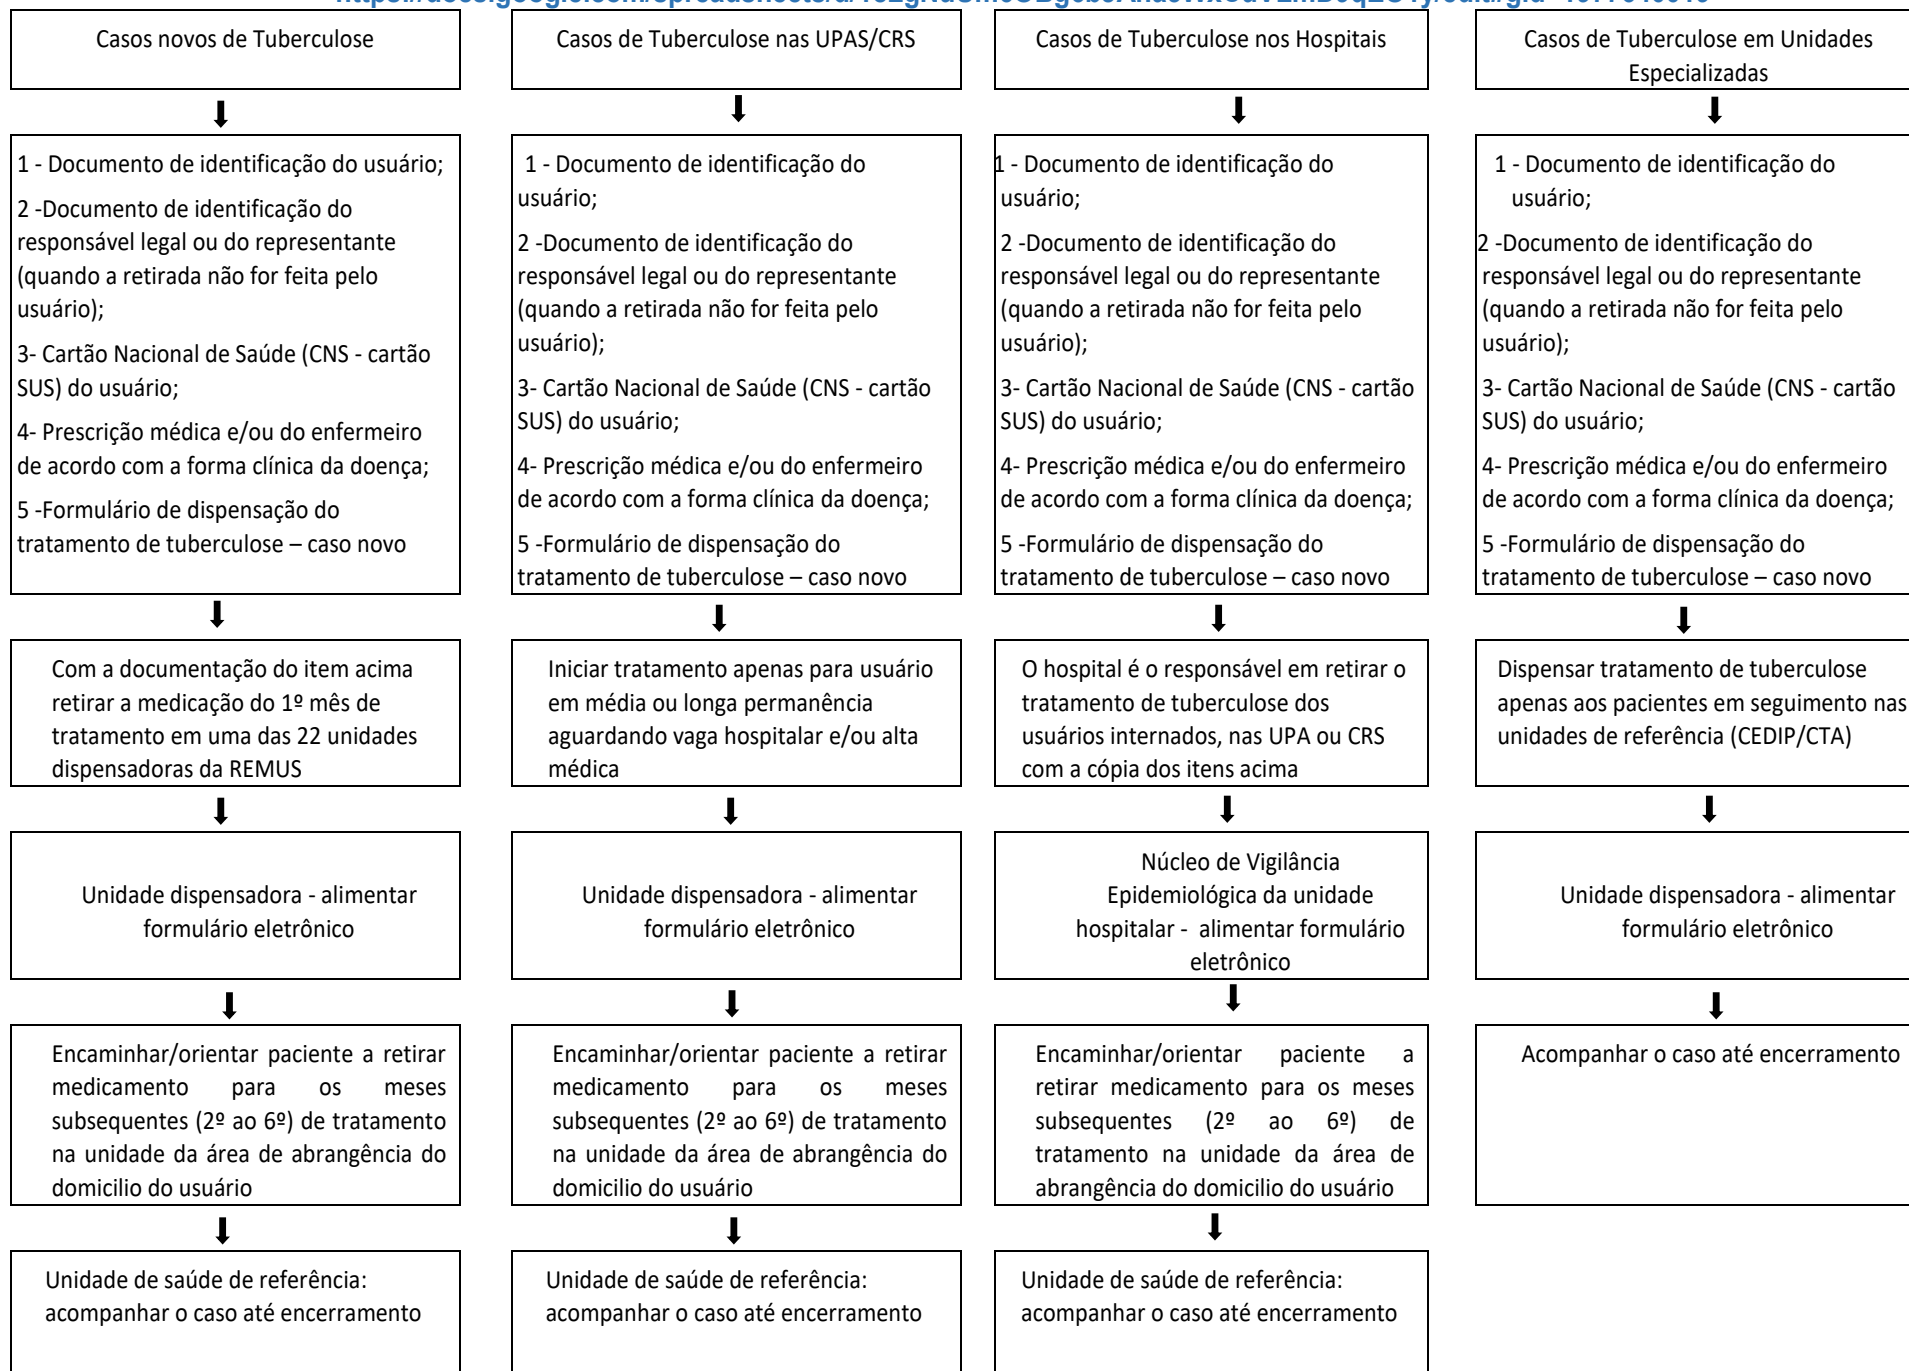 Casos novos de Tuberculose
1 - Documento de identificação do usuário;
2 -Documento de identificação do
responsável legal ou do representante
(quando a retirada não for feita pelo
usuário);
3- Cartão Nacional de Saúde (CNS - cartão
SUS) do usuário;
4- Prescrição médica e/ou do enfermeiro
de acordo com a forma clínica da doença;
5 -Formulário de dispensação do
tratamento de tuberculose – caso novo
Com a documentação do item acima
retirar a medicação do 1º mês de
tratamento em uma das 22 unidades
dispensadoras da REMUS
Unidade dispensadora - alimentar
formulário eletrônico
Encaminhar/orientar paciente a retirar
medicamento para os meses
subsequentes (2º ao 6º) de tratamento
na unidade da área de abrangência do
domicilio do usuário
Unidade de saúde de referência:
acompanhar o caso até encerramento
Casos de Tuberculose nas UPAS/CRS
1 - Documento de identificação do
usuário;
2 -Documento de identificação do
responsável legal ou do representante
(quando a retirada não for feita pelo
usuário);
3- Cartão Nacional de Saúde (CNS - cartão
SUS) do usuário;
4- Prescrição médica e/ou do enfermeiro
de acordo com a forma clínica da doença;
5 -Formulário de dispensação do
tratamento de tuberculose – caso novo
Iniciar tratamento apenas para usuário
em média ou longa permanência
aguardando vaga hospitalar e/ou alta
médica
Unidade dispensadora - alimentar
formulário eletrônico
Encaminhar/orientar paciente a retirar
medicamento para os meses
subsequentes (2º ao 6º) de tratamento
na unidade da área de abrangência do
domicilio do usuário
Unidade de saúde de referência:
acompanhar o caso até encerramento
Casos de Tuberculose nos Hospitais
1 - Documento de identificação do
usuário;
2 -Documento de identificação do
responsável legal ou do representante
(quando a retirada não for feita pelo
usuário);
3- Cartão Nacional de Saúde (CNS - cartão
SUS) do usuário;
4- Prescrição médica e/ou do enfermeiro
de acordo com a forma clínica da doença;
5 -Formulário de dispensação do
tratamento de tuberculose – caso novo
O hospital é o responsável em retirar o
tratamento de tuberculose dos
usuários internados, nas UPA ou CRS
com a cópia dos itens acima
Núcleo de Vigilância
Epidemiológica da unidade
hospitalar - alimentar formulário
eletrônico
Encaminhar/orientar paciente a
retirar medicamento para os meses
subsequentes (2º ao 6º) de
tratamento na unidade da área de
abrangência do domicilio do usuário
Unidade de saúde de referência:
acompanhar o caso até encerramento
Casos de Tuberculose em Unidades
Especializadas
1 - Documento de identificação do
usuário;
2 -Documento de identificação do
responsável legal ou do representante
(quando a retirada não for feita pelo
usuário);
3- Cartão Nacional de Saúde (CNS - cartão
SUS) do usuário;
4- Prescrição médica e/ou do enfermeiro
de acordo com a forma clínica da doença;
5 -Formulário de dispensação do
tratamento de tuberculose – caso novo
Dispensar tratamento de tuberculose
apenas aos pacientes em seguimento nas
unidades de referência (CEDIP/CTA)
Unidade dispensadora - alimentar
formulário eletrônico
Acompanhar o caso até encerramento